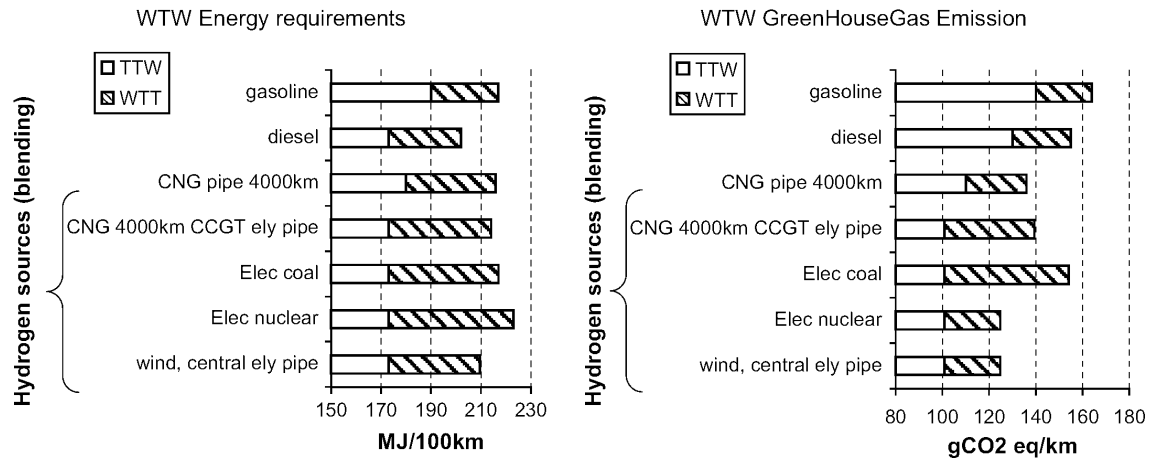 WTW Energy requirements
TTW
WTT
Hydrogen sources (blending)
gasoline
diesel
CNG pipe 4000km
CNG 4000km CCGT ely pipe
Elec coal
Elec nuclear
wind, central ely pipe
150 170 190 210 230
MJ/100km
WTW GreenHouseGas Emission
TTW
WTT
Hydrogen sources (blending)
gasoline
diesel
CNG pipe 4000km
CNG 4000km CCGT ely pipe
Elec coal
Elec nuclear
wind, central ely pipe
80 100 120 140 160 180
gCO2 eq/km